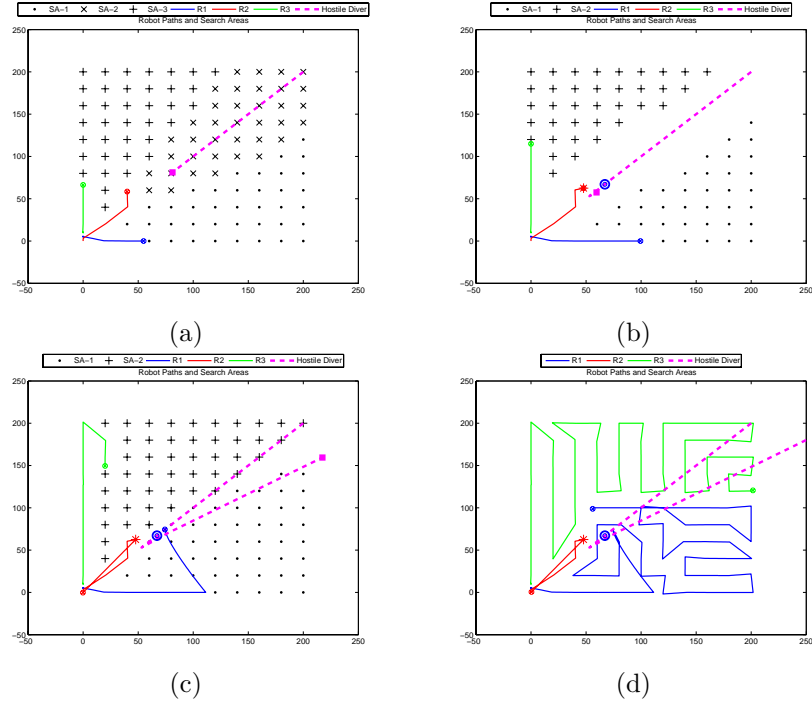 SA−1 SA−2 SA−3 R1 R2 R3 Hostile Diver
Robot Paths and Search Areas
250
200
150
100
50
0
−50
−50 0 50 100 150 200 250
(a)
SA−1 SA−2 R1 R2 R3 Hostile Diver
Robot Paths and Search Areas
250
200
150
100
50
0
−50
−50 0 50 100 150 200 250
(b)
SA−1 SA−2 R1 R2 R3 Hostile Diver
Robot Paths and Search Areas
250
200
150
100
50
0
−50
−50 0 50 100 150 200 250
(c)
R1 R2 R3 Hostile Diver
Robot Paths and Search Areas
250
200
150
100
50
0
−50
−50 0 50 100 150 200 250
(d)